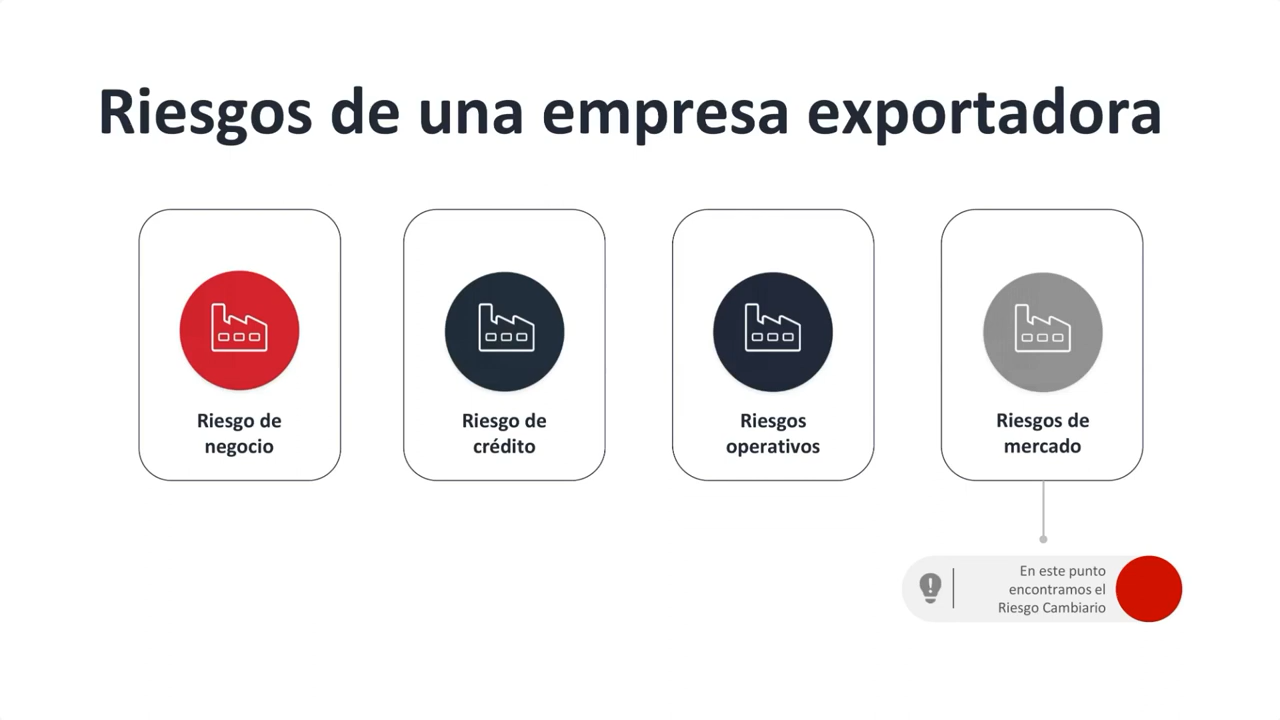 Riesgos de una empresa exportadora
Riesgo de
negocio
Riesgo de
crédito
Riesgos
operativos
Riesgos de
mercado
En este punto
encontramos el
Riesgo Cambiario